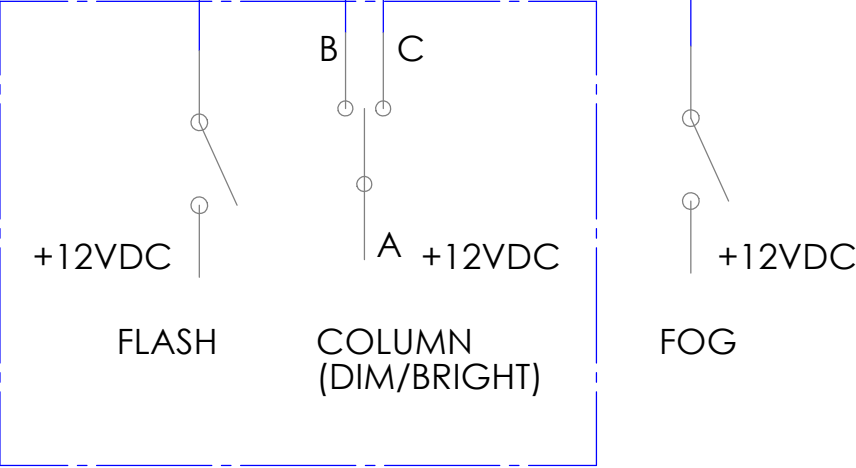 B C
A
+12VDC +12VDC +12VDC
FLASH COLUMN FOG
(DIM/BRIGHT)